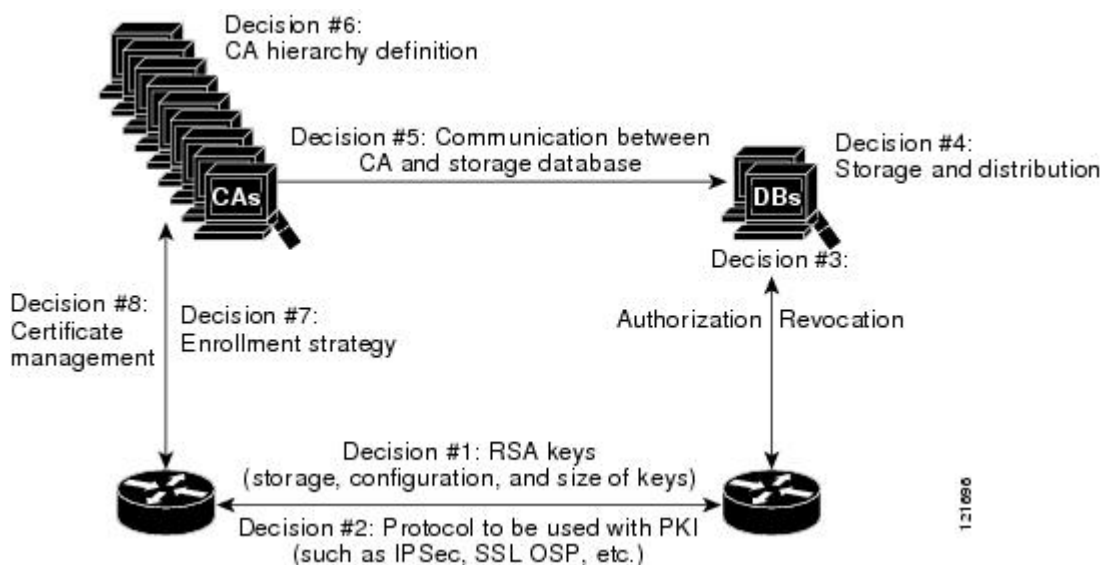 Decision #6:
CA hierarchy definition
Decision #5: Communication between
CA and storage database
Decision #4:
Storage and distribution
CAs
DBs
Decision #3:
Decision #8:
Certificate
management
Decision #7:
Enrollment strategy
Authorization
Revocation
Decision #1: RSA keys
(storage, configuration, and size of keys)
Decision #2: Protocol to be used with PKI
(such as IPSec, SSL OSP, etc.)
121696